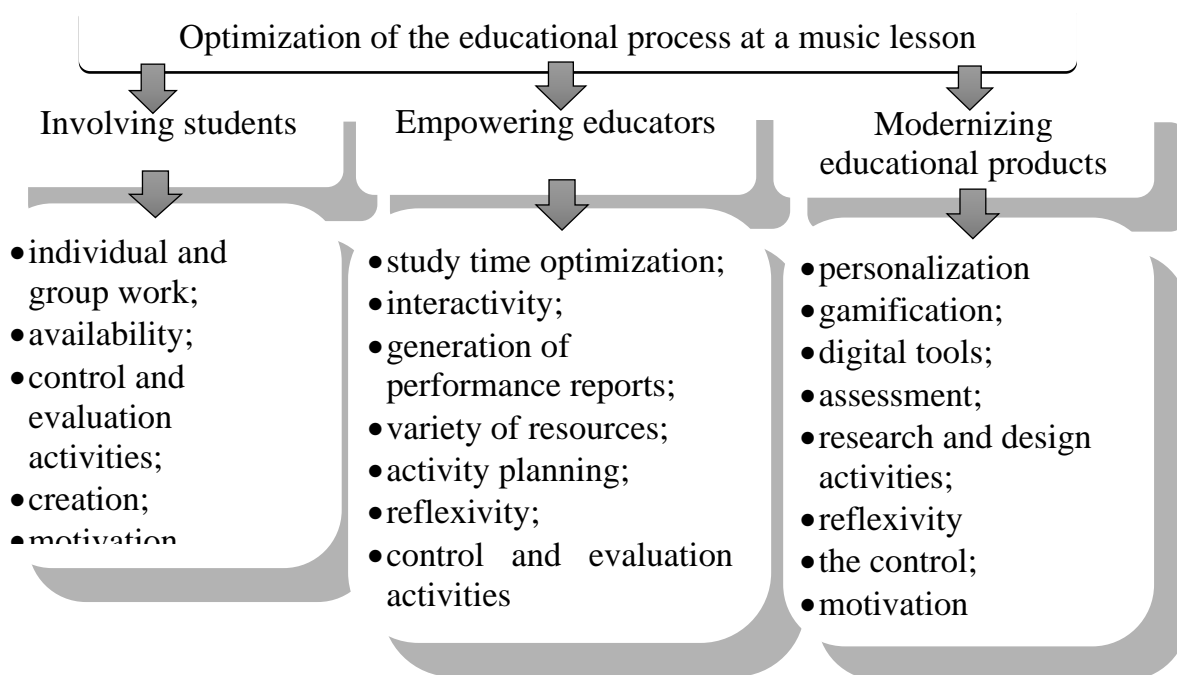 Optimization of the educational process at a music lesson
Involving students
•individual and
group work;
•availability;
•control and
evaluation
activities;
•creation;
•motivation
Empowering educators
•study time optimization;
•interactivity;
•generation of
performance reports;
•variety of resources;
•activity planning;
•reflexivity;
•control and evaluation
activities
Modernizing
educational products
•personalization
•gamification;
•digital tools;
•assessment;
•research and design
activities;
•reflexivity
•the control;
•motivation